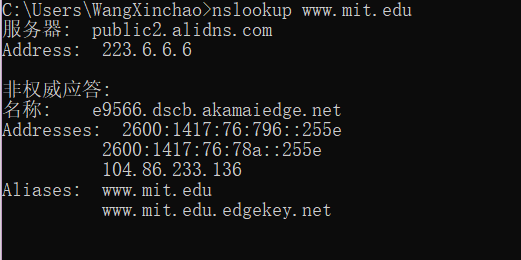 C:\Users\WangXinchao>nslookup www.mit.edu
服务器:  public2.alidns.com
Address:  223.6.6.6
非权威应答:
名称:    e9566.dscb.akamaiedge.net
Addresses:  2600:1417:76:796::255e
2600:1417:76:78a::255e
104.86.233.136
Aliases:  www.mit.edu
www.mit.edu.edgekey.net